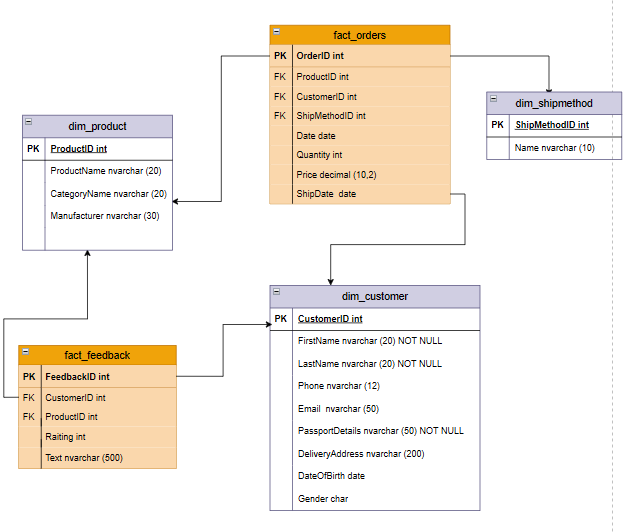 fact_orders
PK OrderID int
FK ProductID int
FK CustomerID int
FK ShipMethodID int
Date date
Quantity int
Price decimal (10,2)
ShipDate date
dim_shipmethod
PK ShipMethodID int
Name nvarchar (10)
dim_product
PK ProductID int
ProductName nvarchar (20)
CategoryName nvarchar (20)
Manufacturer nvarchar (30)
dim_customer
PK CustomerID int
FirstName nvarchar (20) NOT NULL
LastName nvarchar (20) NOT NULL
Phone nvarchar (12)
Email nvarchar (50)
PassportDetails nvarchar (50) NOT NULL
DeliveryAddress nvarchar (200)
DateOfBirth date
Gender char
fact_feedback
PK FeedbackID int
FK CustomerID int
FK ProductID int
Raiting int
Text nvarchar (500)